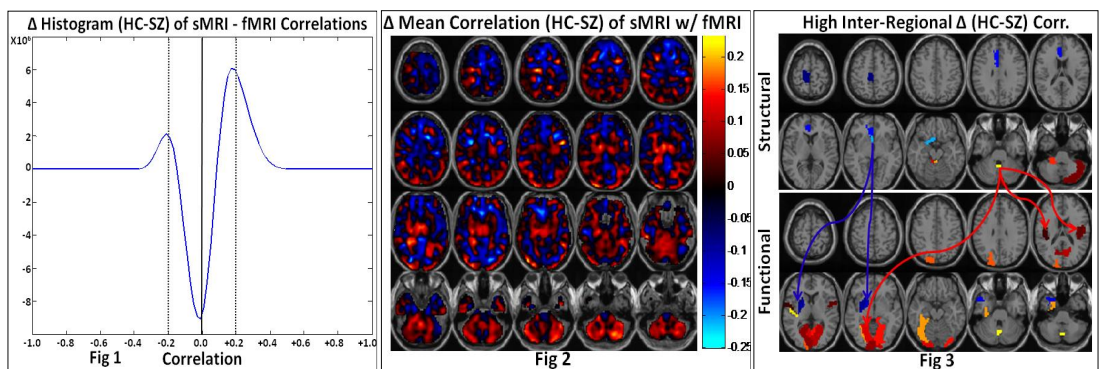 Δ Histogram (HC-SZ) of sMRI - fMRI Correlations
X10⁶
6
4
2
0
-2
-4
-6
-8
-1.0 -0.8 -0.6 -0.4 -0.2 0.0 +0.2 +0.4 +0.6 +0.8 +1.0
Fig 1 Correlation
Δ Mean Correlation (HC-SZ) of sMRI w/ fMRI
0.2
0.15
0.1
0.05
0
-0.05
-0.1
-0.15
-0.2
-0.25
Fig 2
High Inter-Regional Δ (HC-SZ) Corr.
Structural
Functional
Fig 3